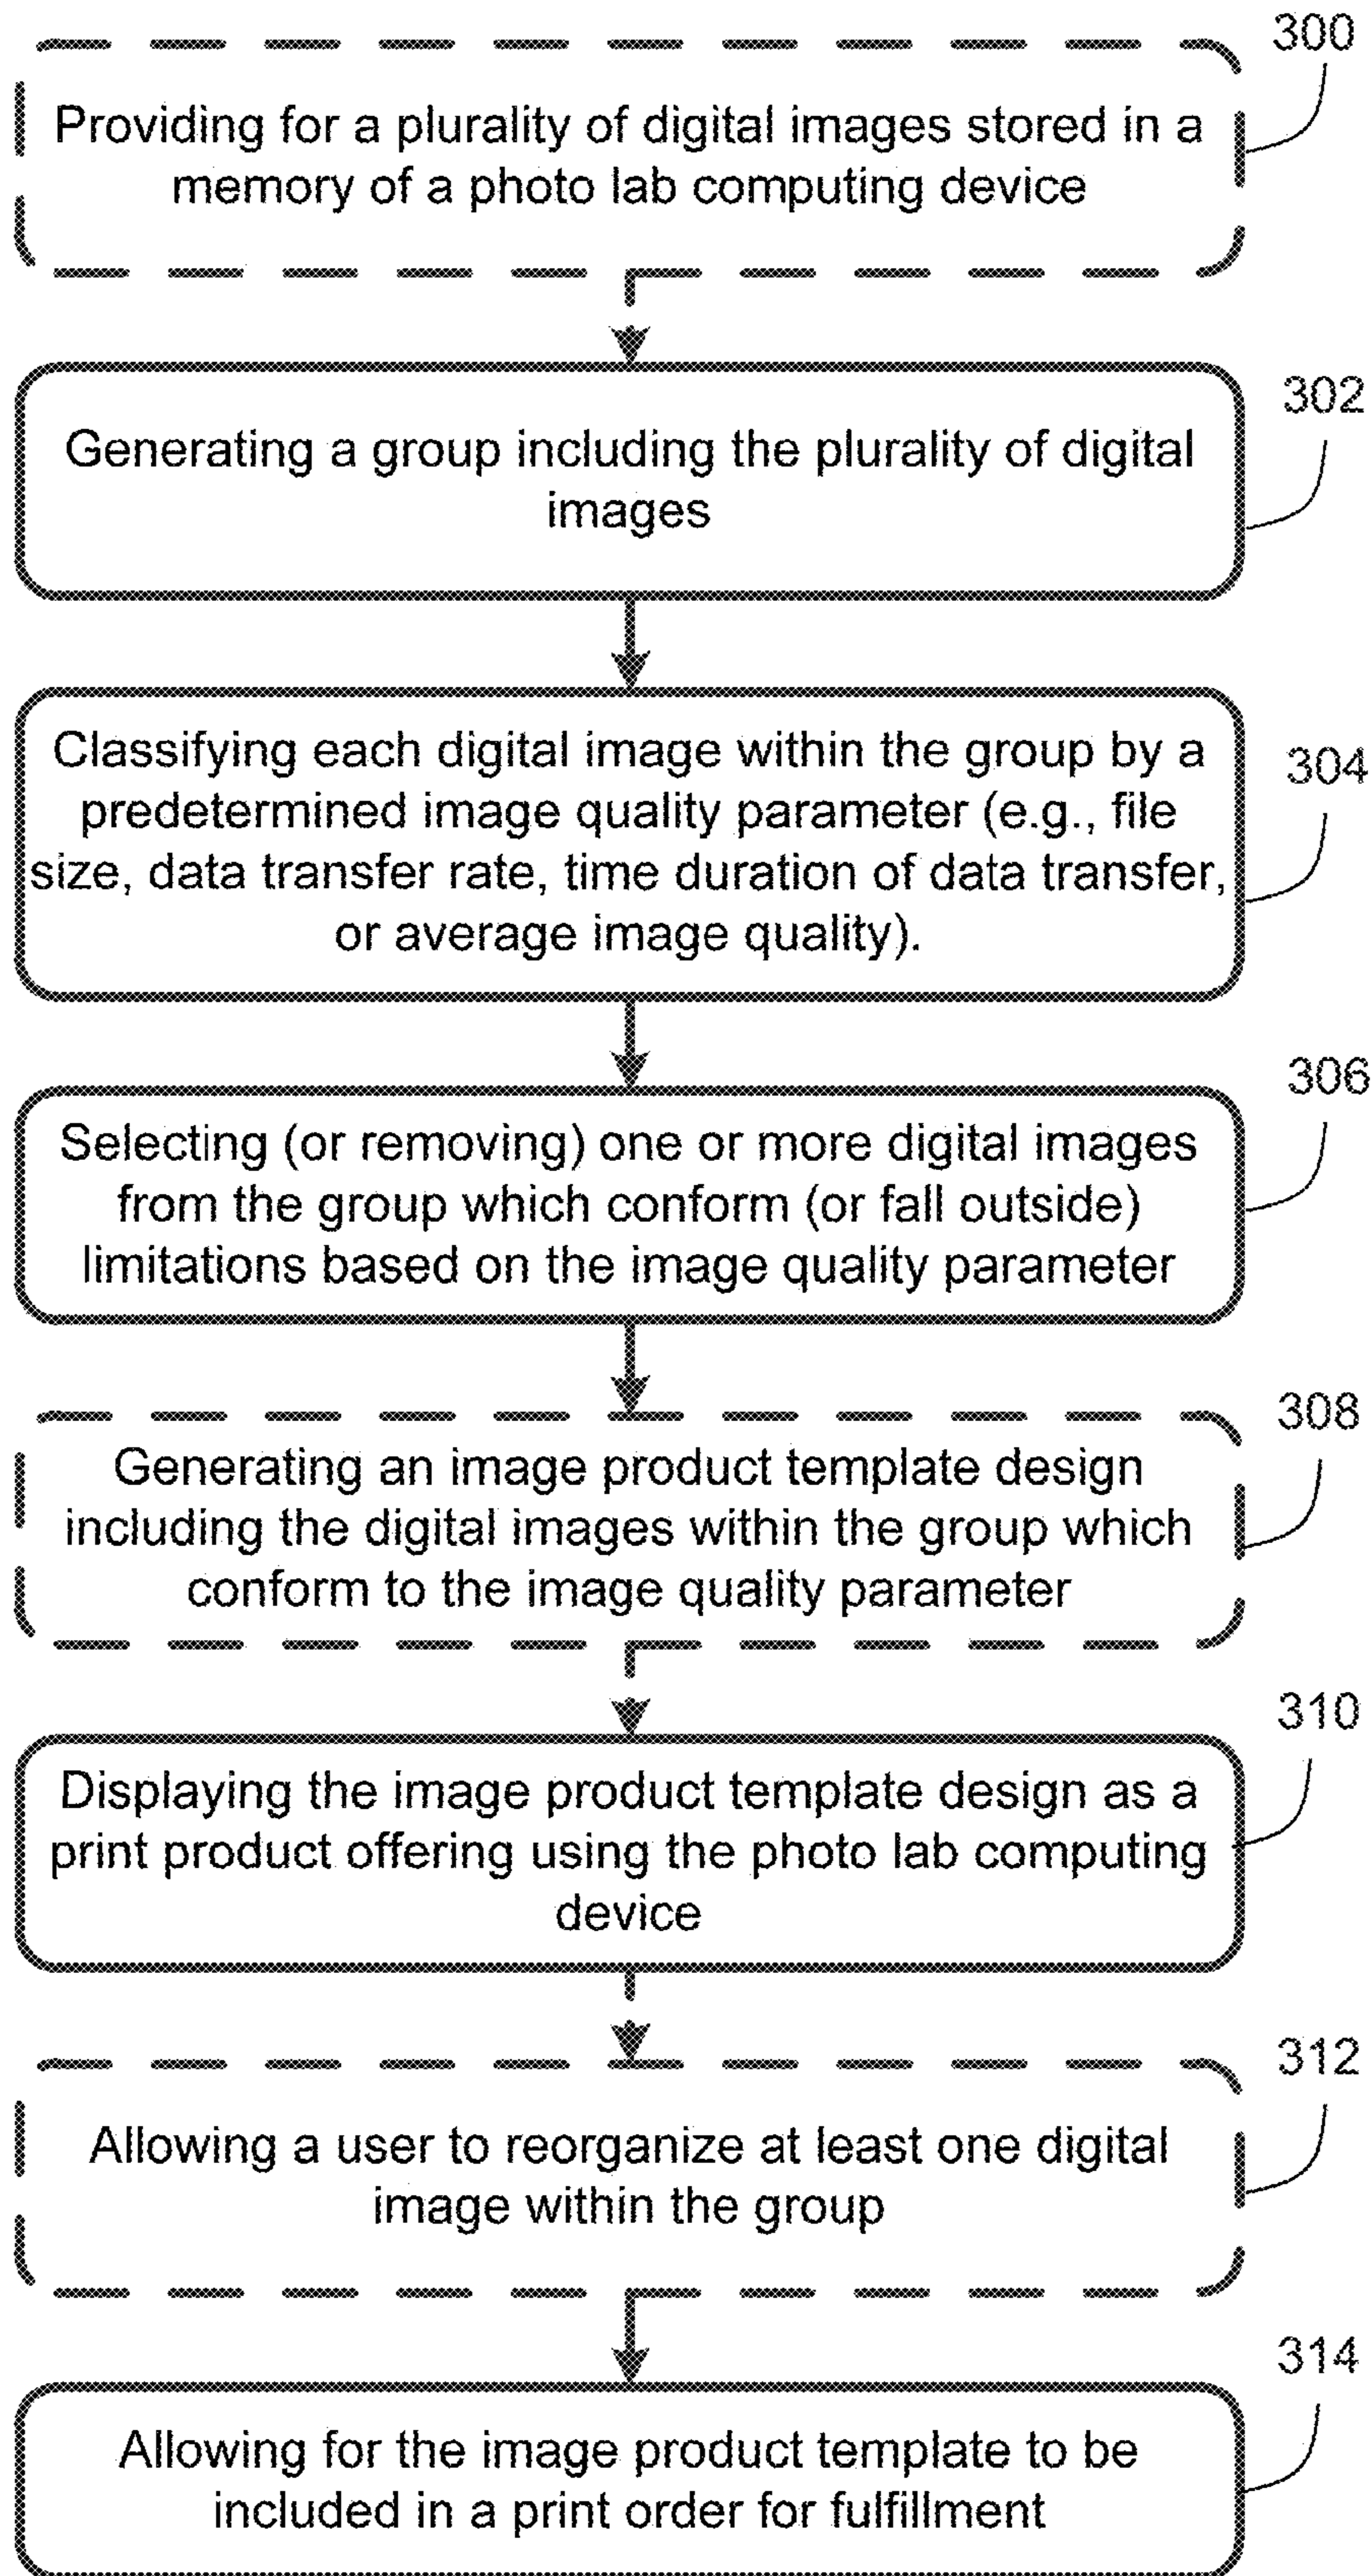 300
Providing for a plurality of digital images stored in a
memory of a photo lab computing device
302
Generating a group including the plurality of digital
images
304
Classifying each digital image within the group by a
predetermined image quality parameter (e.g., file
size, data transfer rate, time duration of data transfer,
or average image quality).
306
Selecting (or removing) one or more digital images
from the group which conform (or fall outside)
limitations based on the image quality parameter
308
Generating an image product template design
including the digital images within the group which
conform to the image quality parameter
310
Displaying the image product template design as a
print product offering using the photo lab computing
device
312
Allowing a user to reorganize at least one digital
image within the group
314
Allowing for the image product template to be
included in a print order for fulfillment